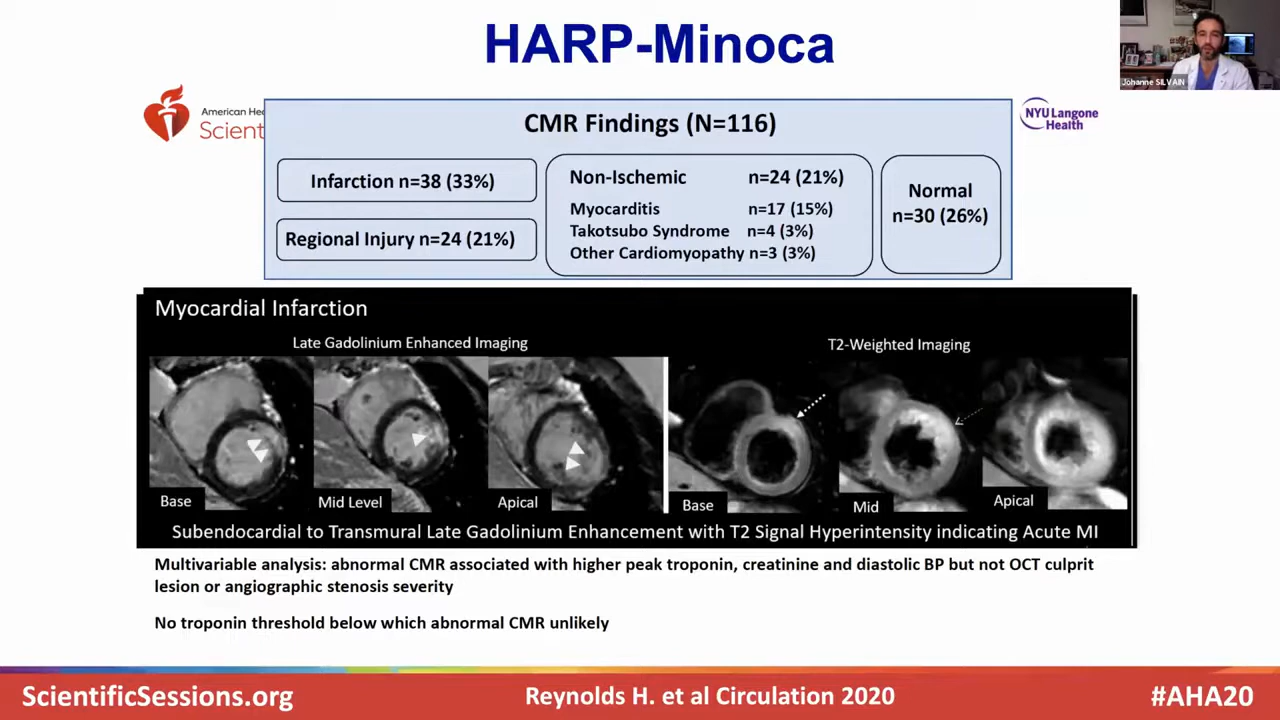 HARP-Minoca
Johanne SILVAIN
American Hea
Scient
NYU Langone
Health
CMR Findings (N=116)
Infarction n=38 (33%)
Regional Injury n=24 (21%)
Non-Ischemic n=24 (21%)
Myocarditis n=17 (15%)
Takotsubo Syndrome n=4 (3%)
Other Cardiomyopathy n=3 (3%)
Normal
n=30 (26%)
Myocardial Infarction
Late Gadolinium Enhanced Imaging
T2-Weighted Imaging
Base
Mid Level
Apical
Base
Mid
Apical
Subendocardial to Transmural Late Gadolinium Enhancement with T2 Signal Hyperintensity indicating Acute MI
Multivariable analysis: abnormal CMR associated with higher peak troponin, creatinine and diastolic BP but not OCT culprit
lesion or angiographic stenosis severity
No troponin threshold below which abnormal CMR unlikely
ScientificSessions.org
Reynolds H. et al Circulation 2020
#AHA20